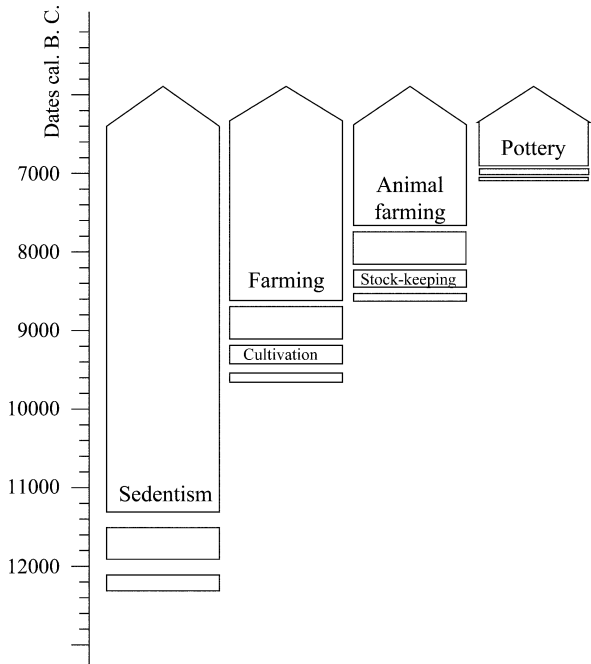 Dates cal. B. C.
7000
8000
9000
10000
11000
12000
Sedentism
Farming
Cultivation
Animal
farming
Stock-keeping
Pottery